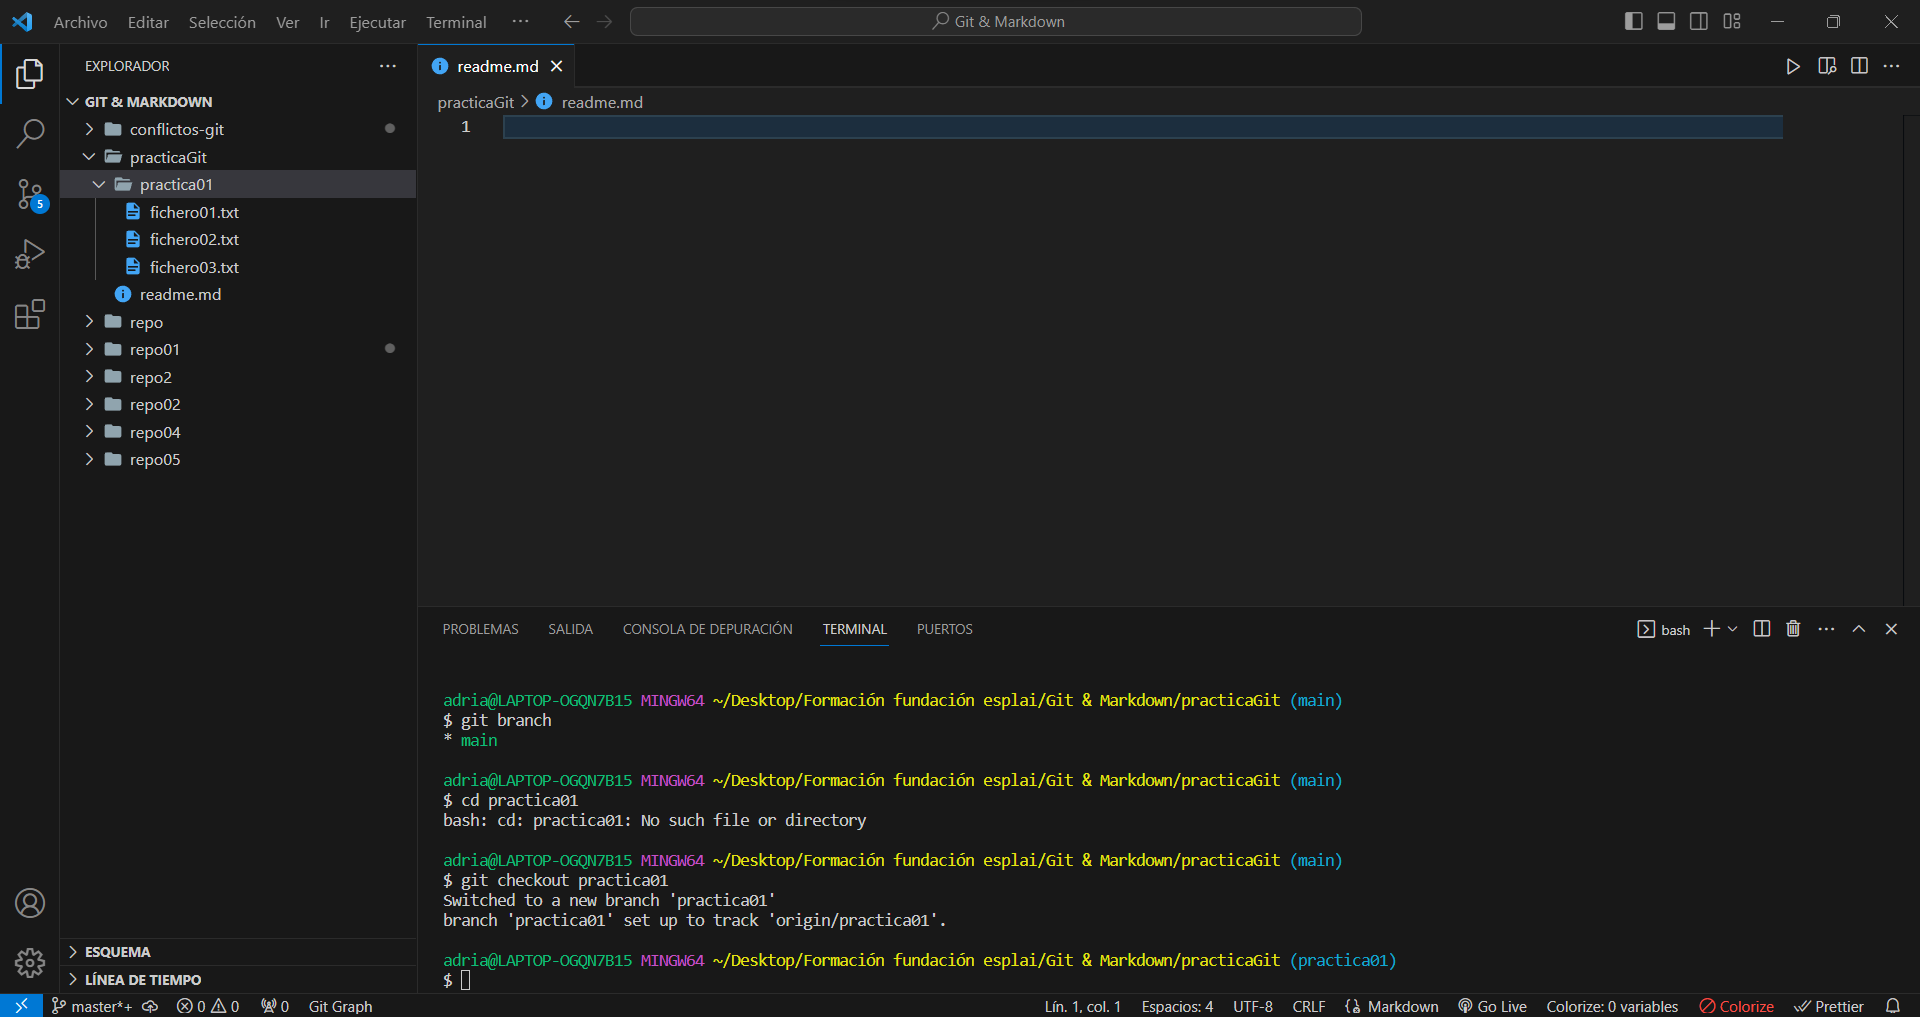 Archivo Editar Selección Ver Ir Ejecutar Terminal ··· Git & Markdown
EXPLORADOR
GIT & MARKDOWN
conflictos-git
practicaGit
practica01
fichero01.txt
fichero02.txt
fichero03.txt
readme.md
repo
repo01
repo2
repo02
repo04
repo05
5
ESQUEMA
LÍNEA DE TIEMPO
readme.md
practicaGit > readme.md
1
PROBLEMAS SALIDA CONSOLA DE DEPURACIÓN TERMINAL PUERTOS bash
adria@LAPTOP-OGQN7B15 MINGW64 ~/Desktop/Formación fundación esplai/Git & Markdown/practicaGit (main)
$ git branch
* main
adria@LAPTOP-OGQN7B15 MINGW64 ~/Desktop/Formación fundación esplai/Git & Markdown/practicaGit (main)
$ cd practica01
bash: cd: practica01: No such file or directory
adria@LAPTOP-OGQN7B15 MINGW64 ~/Desktop/Formación fundación esplai/Git & Markdown/practicaGit (main)
$ git checkout practica01
Switched to a new branch 'practica01'
branch 'practica01' set up to track 'origin/practica01'.
adria@LAPTOP-OGQN7B15 MINGW64 ~/Desktop/Formación fundación esplai/Git & Markdown/practicaGit (practica01)
$
master*+ 0 0 0 Git Graph Lín. 1, col. 1 Espacios: 4 UTF-8 CRLF Markdown Go Live Colorize: 0 variables Colorize Prettier